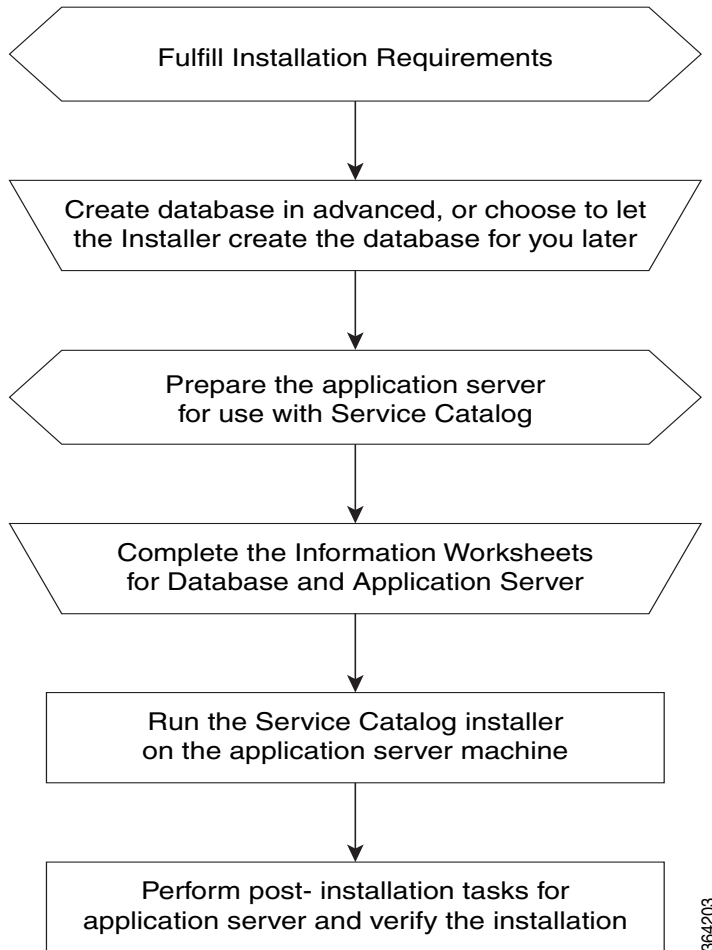 Fulfill Installation Requirements
Create database in advanced, or choose to let
the Installer create the database for you later
Prepare the application server
for use with Service Catalog
Complete the Information Worksheets
for Database and Application Server
Run the Service Catalog installer
on the application server machine
Perform post- installation tasks for
application server and verify the installation
364203